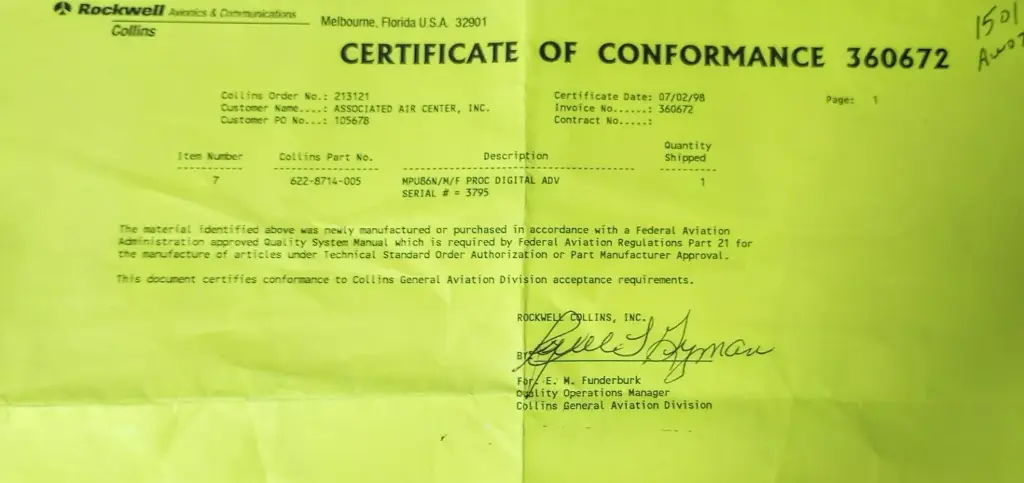 Rockwell Avionics & Communications
Collins
Melbourne, Florida U.S.A. 32901
1501
CERTIFICATE OF CONFORMANCE 360672
Collins Order No.: 213121
Customer Name....: ASSOCIATED AIR CENTER, INC.
Customer PO No...: 105678
Certificate Date: 07/02/98
Invoice No......: 360672
Contract No.....:
Page: 1
Item Number Collins Part No. Description Quantity Shipped
7 622-8714-005 MPU86N/M/F PROC DIGITAL ADV 1
SERIAL # = 3795
The material identified above was newly manufactured or purchased in accordance with a Federal Aviation
Administration approved Quality System Manual which is required by Federal Aviation Regulations Part 21 for
the manufacture of articles under Technical Standard Order Authorization or Part Manufacturer Approval.
This document certifies conformance to Collins General Aviation Division acceptance requirements.
ROCKWELL COLLINS, INC.
BY:
For: E. M. Funderburk
Quality Operations Manager
Collins General Aviation Division